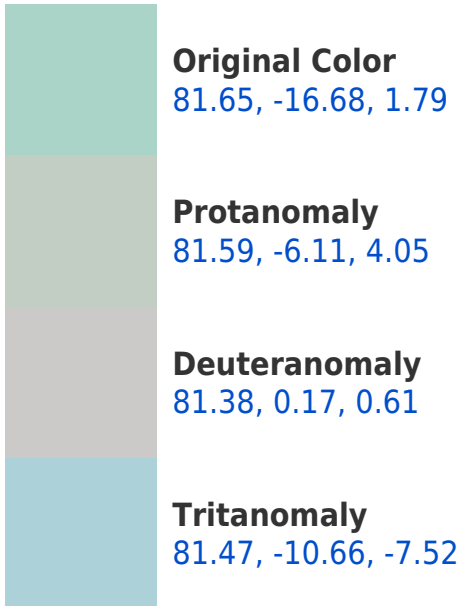 Original Color
81.65, -16.68, 1.79
Protanomaly
81.59, -6.11, 4.05
Deuteranomaly
81.38, 0.17, 0.61
Tritanomaly
81.47, -10.66, -7.52